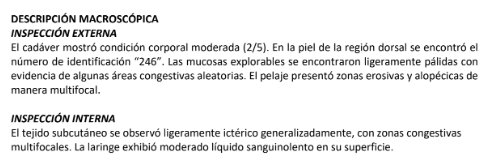 DESCRIPCIÓN MACROSCÓPICA
INSPECCIÓN EXTERNA
El cadáver mostró condición corporal moderada (2/5). En la piel de la región dorsal se encontró el
número de identificación "246". Las mucosas explorables se encontraron ligeramente pálidas con
evidencia de algunas áreas congestivas aleatorias. El pelaje presentó zonas erosivas y alopécicas de
manera multifocal.
INSPECCIÓN INTERNA
El tejido subcutáneo se observó ligeramente ictérico generalizadamente, con zonas congestivas
multifocales. La laringe exhibió moderado líquido sanguinolento en su superficie.